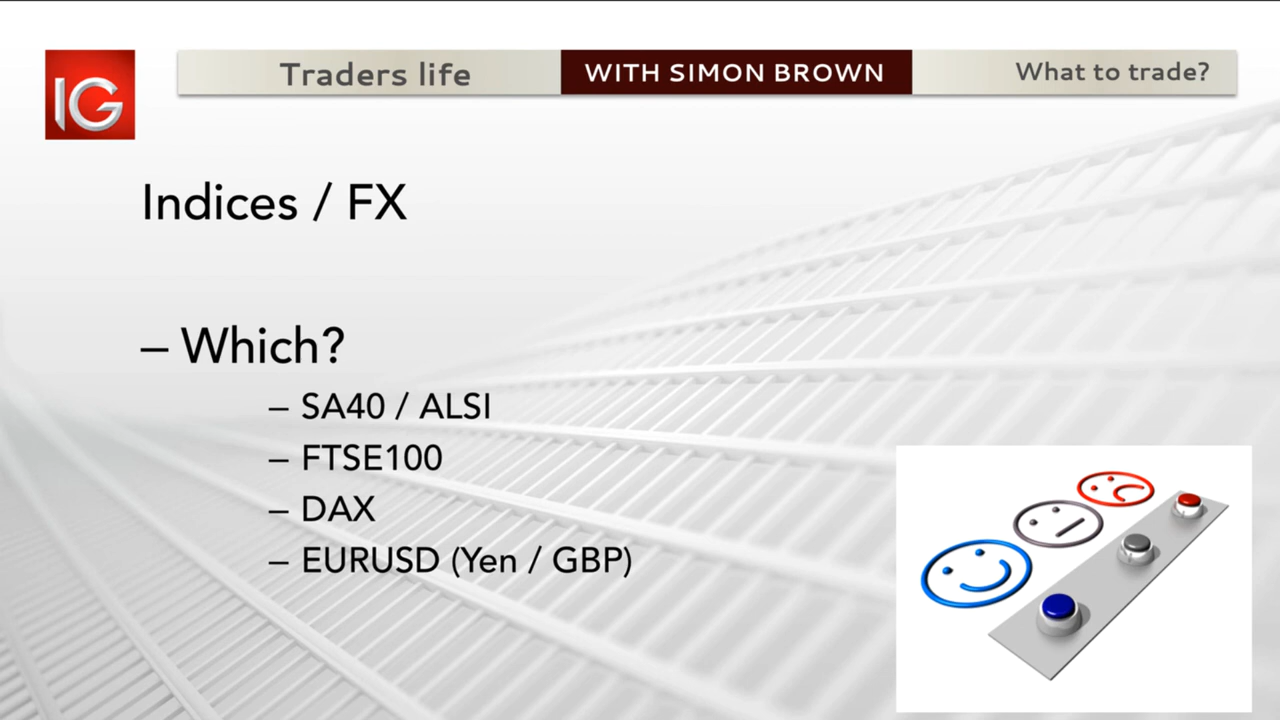 IG
Traders life
WITH SIMON BROWN
What to trade?
Indices / FX
– Which?
– SA40 / ALSI
– FTSE100
– DAX
– EURUSD (Yen / GBP)